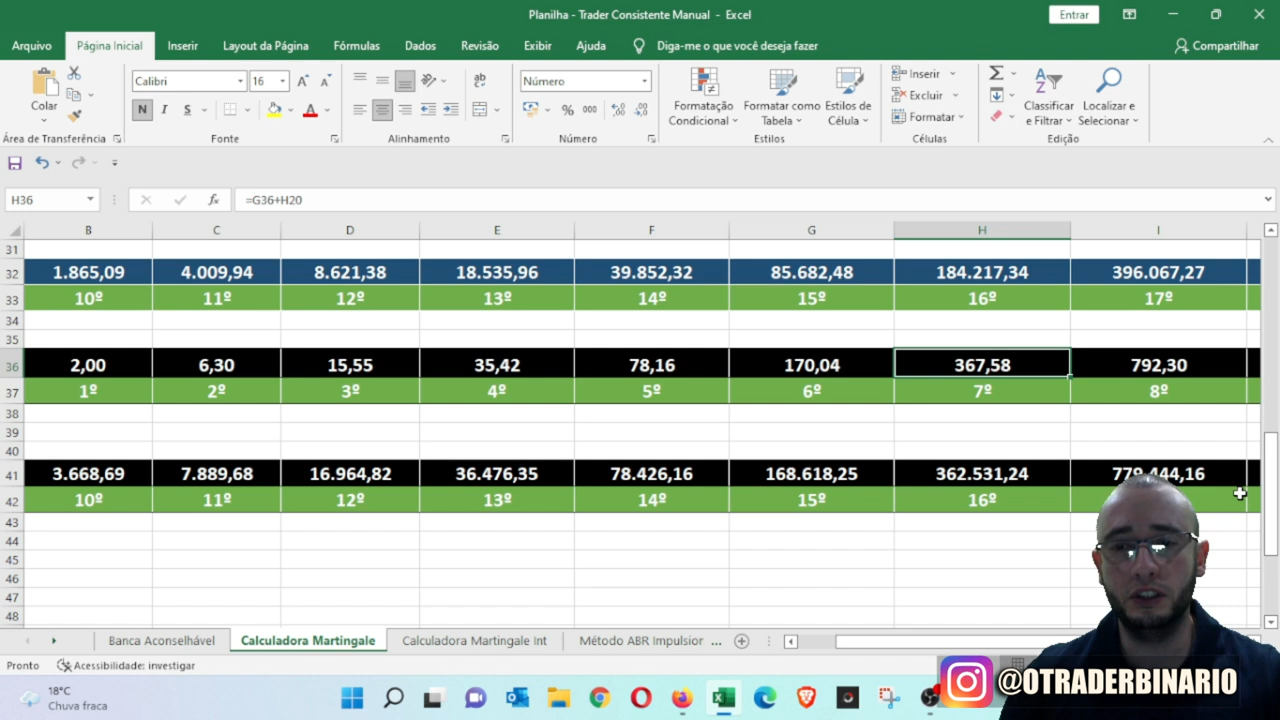 Planilha - Trader Consistente Manual - Excel
Entrar
Arquivo Página Inicial Inserir Layout da Página Fórmulas Dados Revisão Exibir Ajuda Diga-me o que você deseja fazer Compartilhar
Colar
Área de Transferência
Calibri 16
N I S
Fonte
ab
Alinhamento
Número
% 000
Número
Formatação Condicional
Formatar como Tabela
Estilos de Célula
Estilos
Inserir
Excluir
Formatar
Células
Classificar e Filtrar
Localizar e Selecionar
Edição
H36 fx =G36+H20
B C D E F G H I
31
32 1.865,09 4.009,94 8.621,38 18.535,96 39.852,32 85.682,48 184.217,34 396.067,27
33 10º 11º 12º 13º 14º 15º 16º 17º
34
35
36 2,00 6,30 15,55 35,42 78,16 170,04 367,58 792,30
37 1º 2º 3º 4º 5º 6º 7º 8º
38
39
40
41 3.668,69 7.889,68 16.964,82 36.476,35 78.426,16 168.618,25 362.531,24 779.444,16
42 10º 11º 12º 13º 14º 15º 16º
43
44
45
46
47
48
Banca Aconselhável Calculadora Martingale Calculadora Martingale Int Método ABR Impulsior ...
Pronto Acessibilidade: investigar
18°C
Chuva fraca
@OTRADERBINARIO